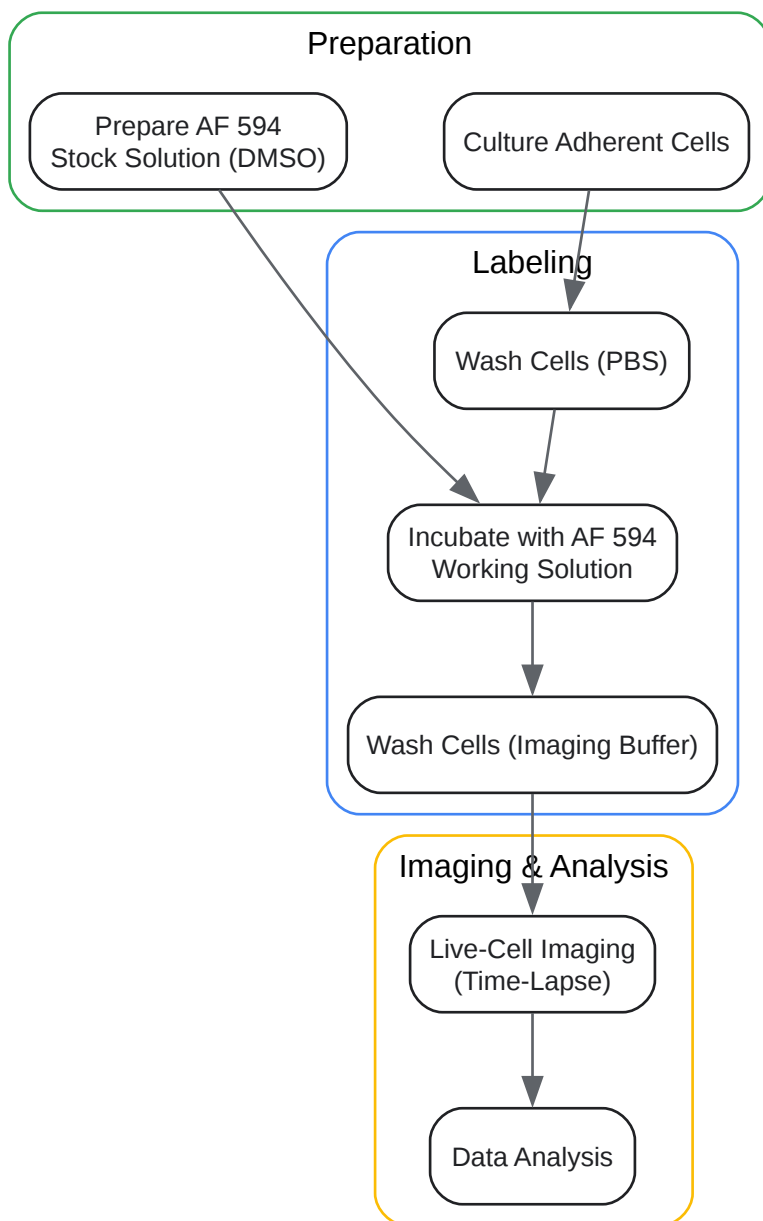 Preparation
Prepare AF 594
Stock Solution (DMSO)
Culture Adherent Cells
Labeling
Wash Cells (PBS)
Incubate with AF 594
Working Solution
Wash Cells (Imaging Buffer)
Imaging & Analysis
Live-Cell Imaging
(Time-Lapse)
Data Analysis